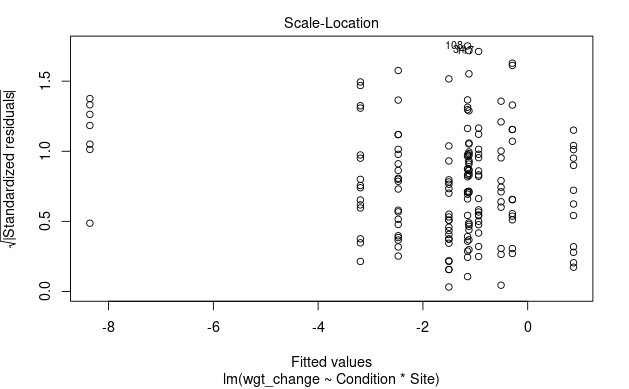 Scale-Location
√|Standardized residuals|
1.5
1.0
0.5
0.0
-8
-6
-4
-2
0
Fitted values
lm(wgt_change ~ Condition * Site)